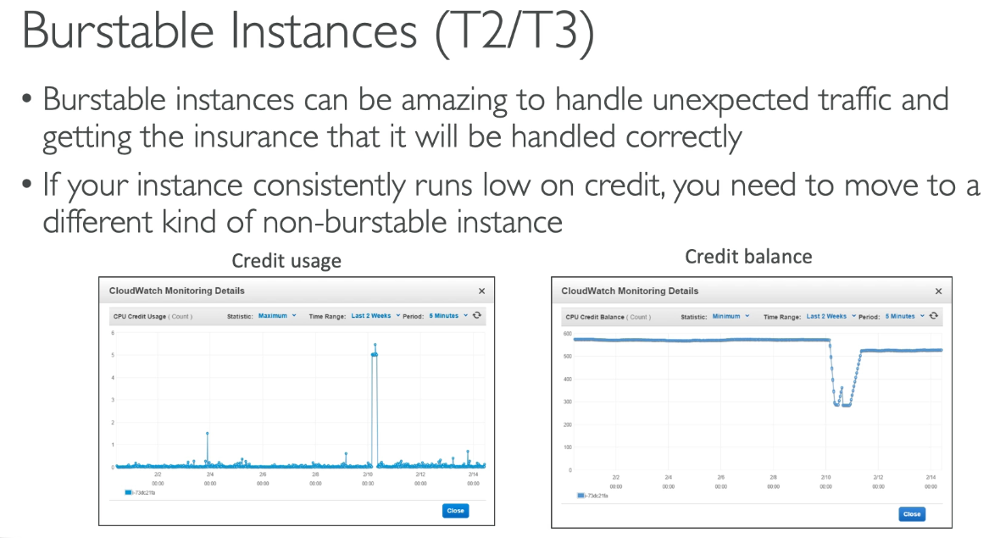 Burstable Instances (T2/T3)
• Burstable instances can be amazing to handle unexpected traffic and
getting the insurance that it will be handled correctly
• If your instance consistently runs low on credit, you need to move to a
different kind of non-burstable instance
Credit usage
CloudWatch Monitoring Details ×
CPU Credit Usage ( Count ) Statistic: Maximum Time Range: Last 2 Weeks Period: 5 Minutes
6
5
4
3
2
1
0
2/2 2/4 2/6 2/8 2/10 2/12 2/14
00:00 00:00 00:00 00:00 00:00 00:00 00:00
i-73dc21fa
Close
Credit balance
CloudWatch Monitoring Details ×
CPU Credit Balance ( Count ) Statistic: Minimum Time Range: Last 2 Weeks Period: 5 Minutes
600
500
400
300
200
100
0
2/2 2/4 2/6 2/8 2/10 2/12 2/14
00:00 00:00 00:00 00:00 00:00 00:00 00:00
i-73dc21fa
Close